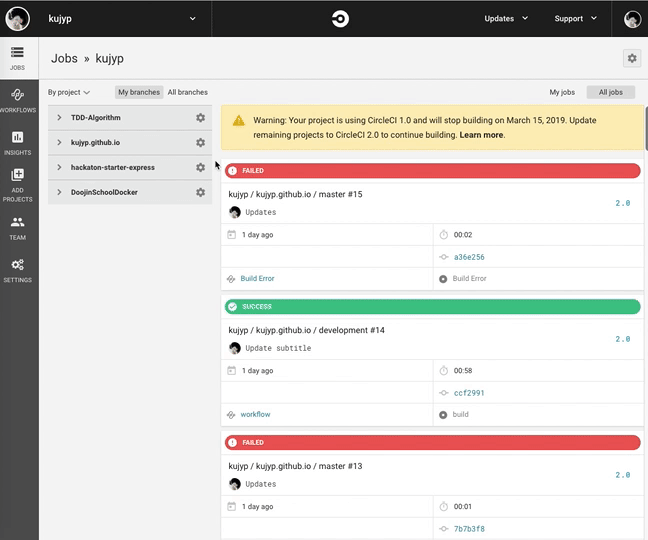 kujyp
Updates
Support
JOBS
Jobs » kujyp
WORKFLOWS
INSIGHTS
ADD
PROJECTS
TEAM
SETTINGS
By project
My branches
All branches
My jobs
All jobs
TDD-Algorithm
kujyp.github.io
hackaton-starter-express
DoojinSchoolDocker
Warning: Your project is using CircleCI 1.0 and will stop building on March 15, 2019. Update
remaining projects to CircleCI 2.0 to continue building. Learn more.
FAILED
kujyp / kujyp.github.io / master #15
2.0
Updates
1 day ago
00:02
a36e256
Build Error
Build Error
SUCCESS
kujyp / kujyp.github.io / development #14
2.0
Update subtitle
1 day ago
00:58
ccf2991
workflow
build
FAILED
kujyp / kujyp.github.io / master #13
2.0
Updates
1 day ago
00:01
7b7b3f8